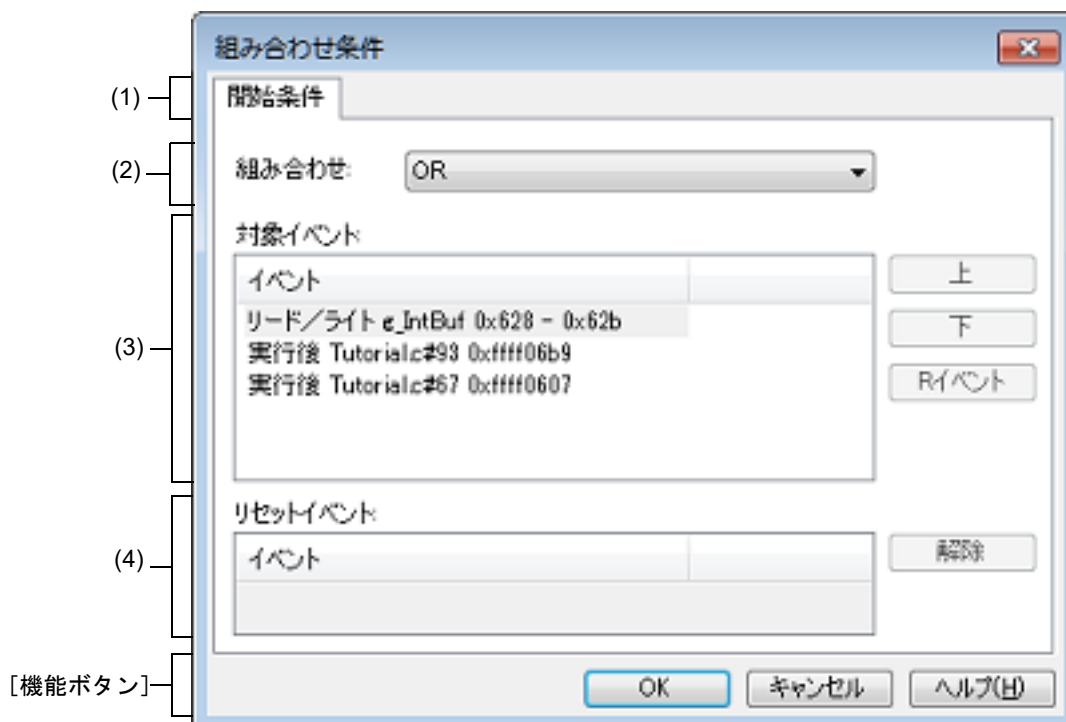 組み合わせ条件
(1)
開始条件
(2)
組み合わせ:
OR
(3)
対象イベント:
イベント
リード／ライト g_IntBuf 0x628 - 0x62b
実行後 Tutorial.c#93 0xffff06b9
実行後 Tutorial.c#67 0xffff0607
上
下
Rイベント
(4)
リセットイベント:
イベント
解除
[機能ボタン]
OK
キャンセル
ヘルプ(H)